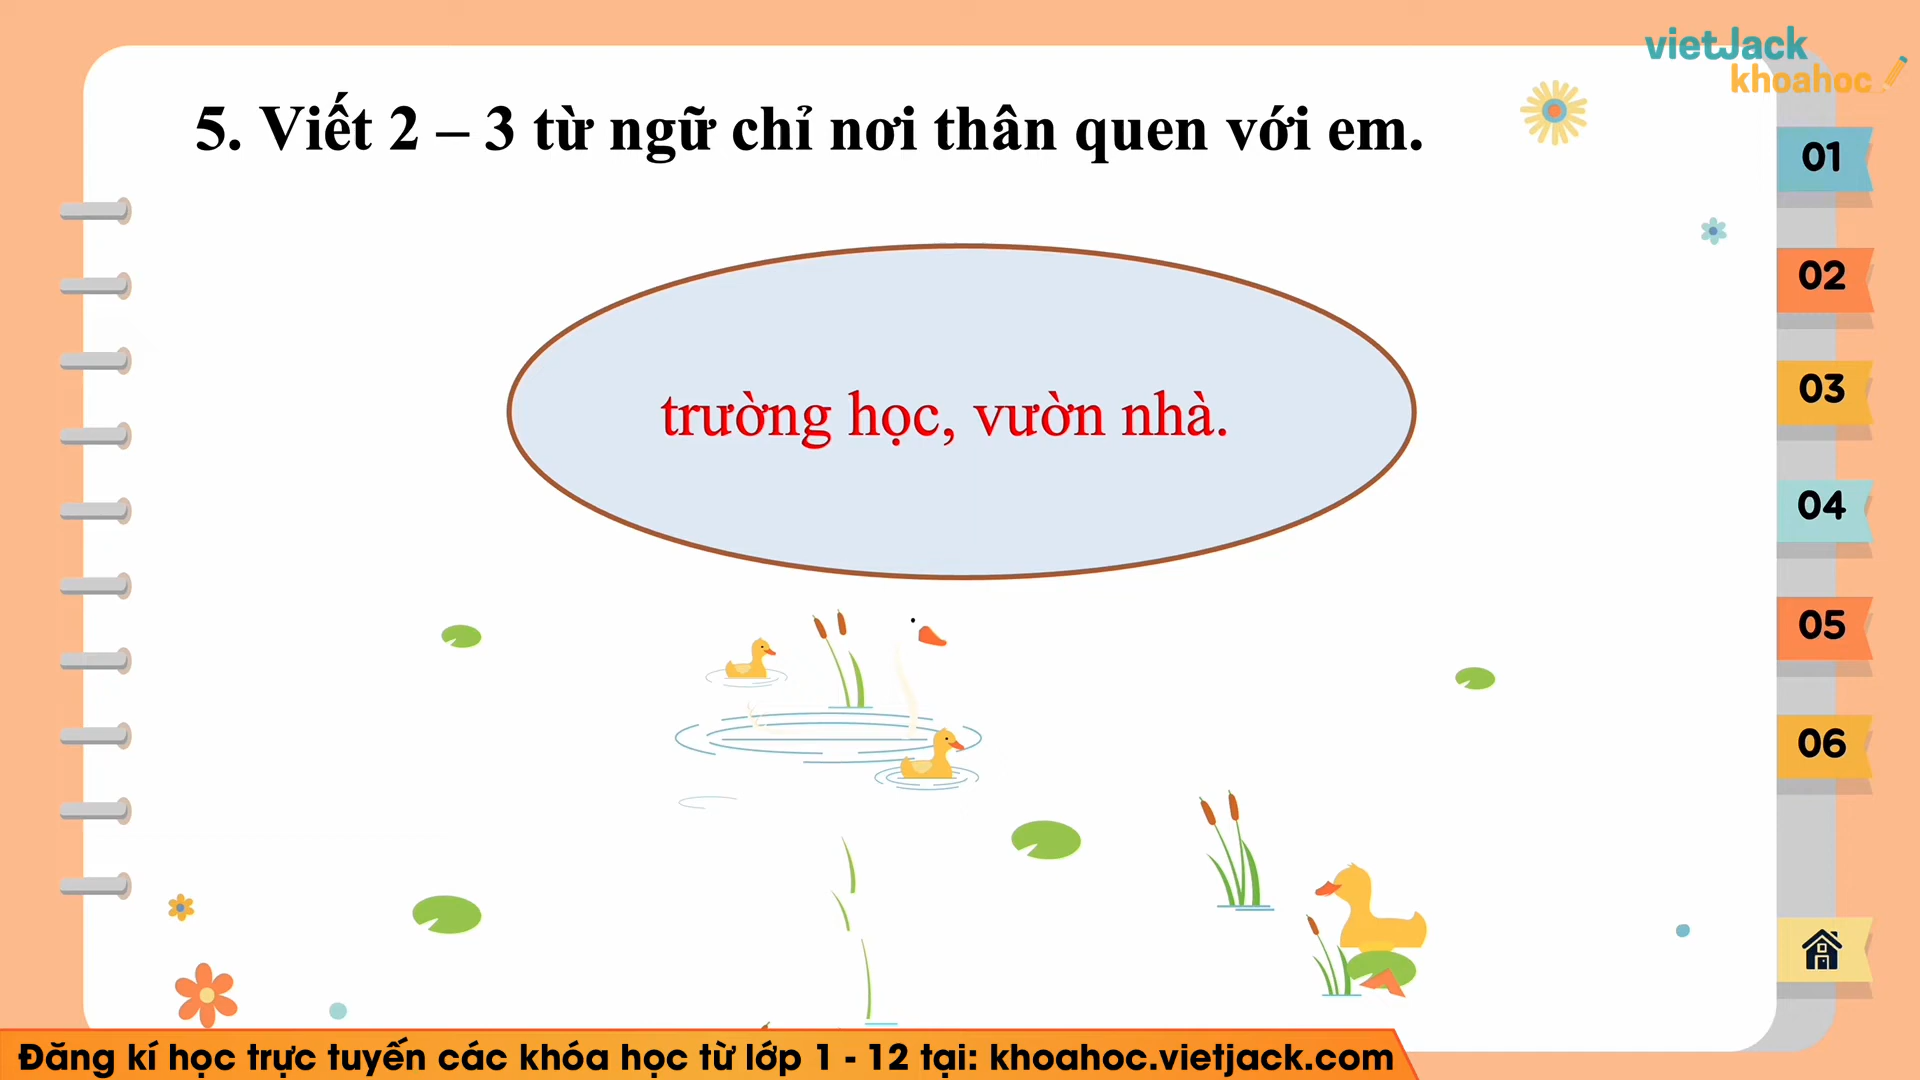 vietJack
khoahoc
5. Viết 2 – 3 từ ngữ chỉ nơi thân quen với em.
01
02
trường học, vườn nhà.
03
04
05
06
Đăng kí học trực tuyến các khóa học từ lớp 1 - 12 tại: khoahoc.vietjack.com